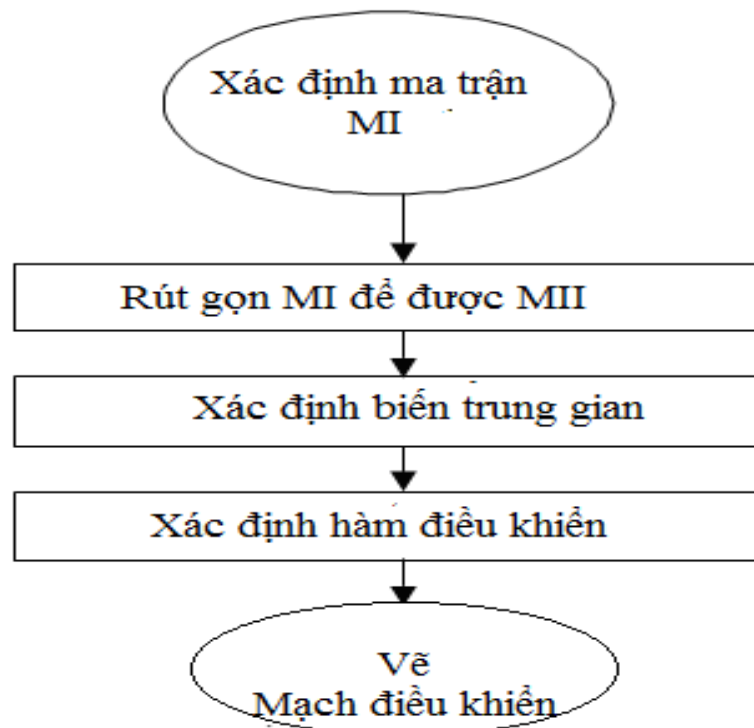 Xác định ma trận
MI
Rút gọn MI để được MII
Xác định biến trung gian
Xác định hàm điều khiển
Vẽ
Mạch điều khiển